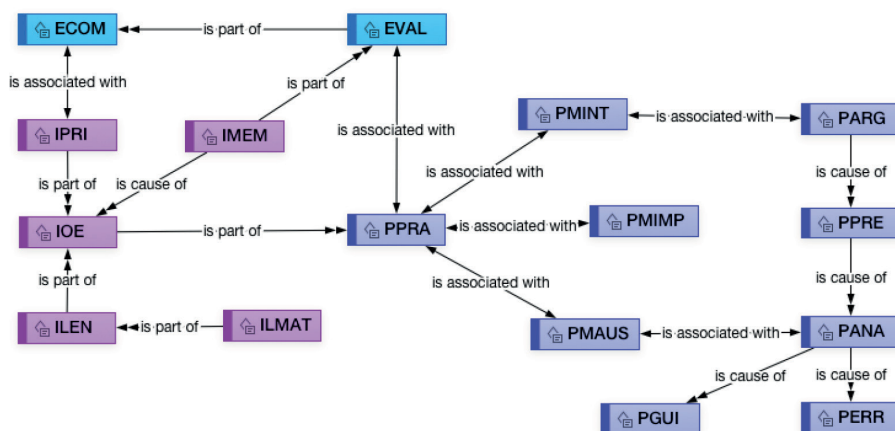 ECOM
is part of
EVAL
is associated with
is part of
IPRI
IMEM
is associated with
PMINT
is associated with
PARG
is part of
is cause of
is associated with
is cause of
IOE
is part of
PPRA
is associated with
PMIMP
PPRE
is part of
is associated with
is cause of
ILEN
is part of
ILMAT
PMAUS
is associated with
PANA
is cause of
is cause of
PGUI
PERR